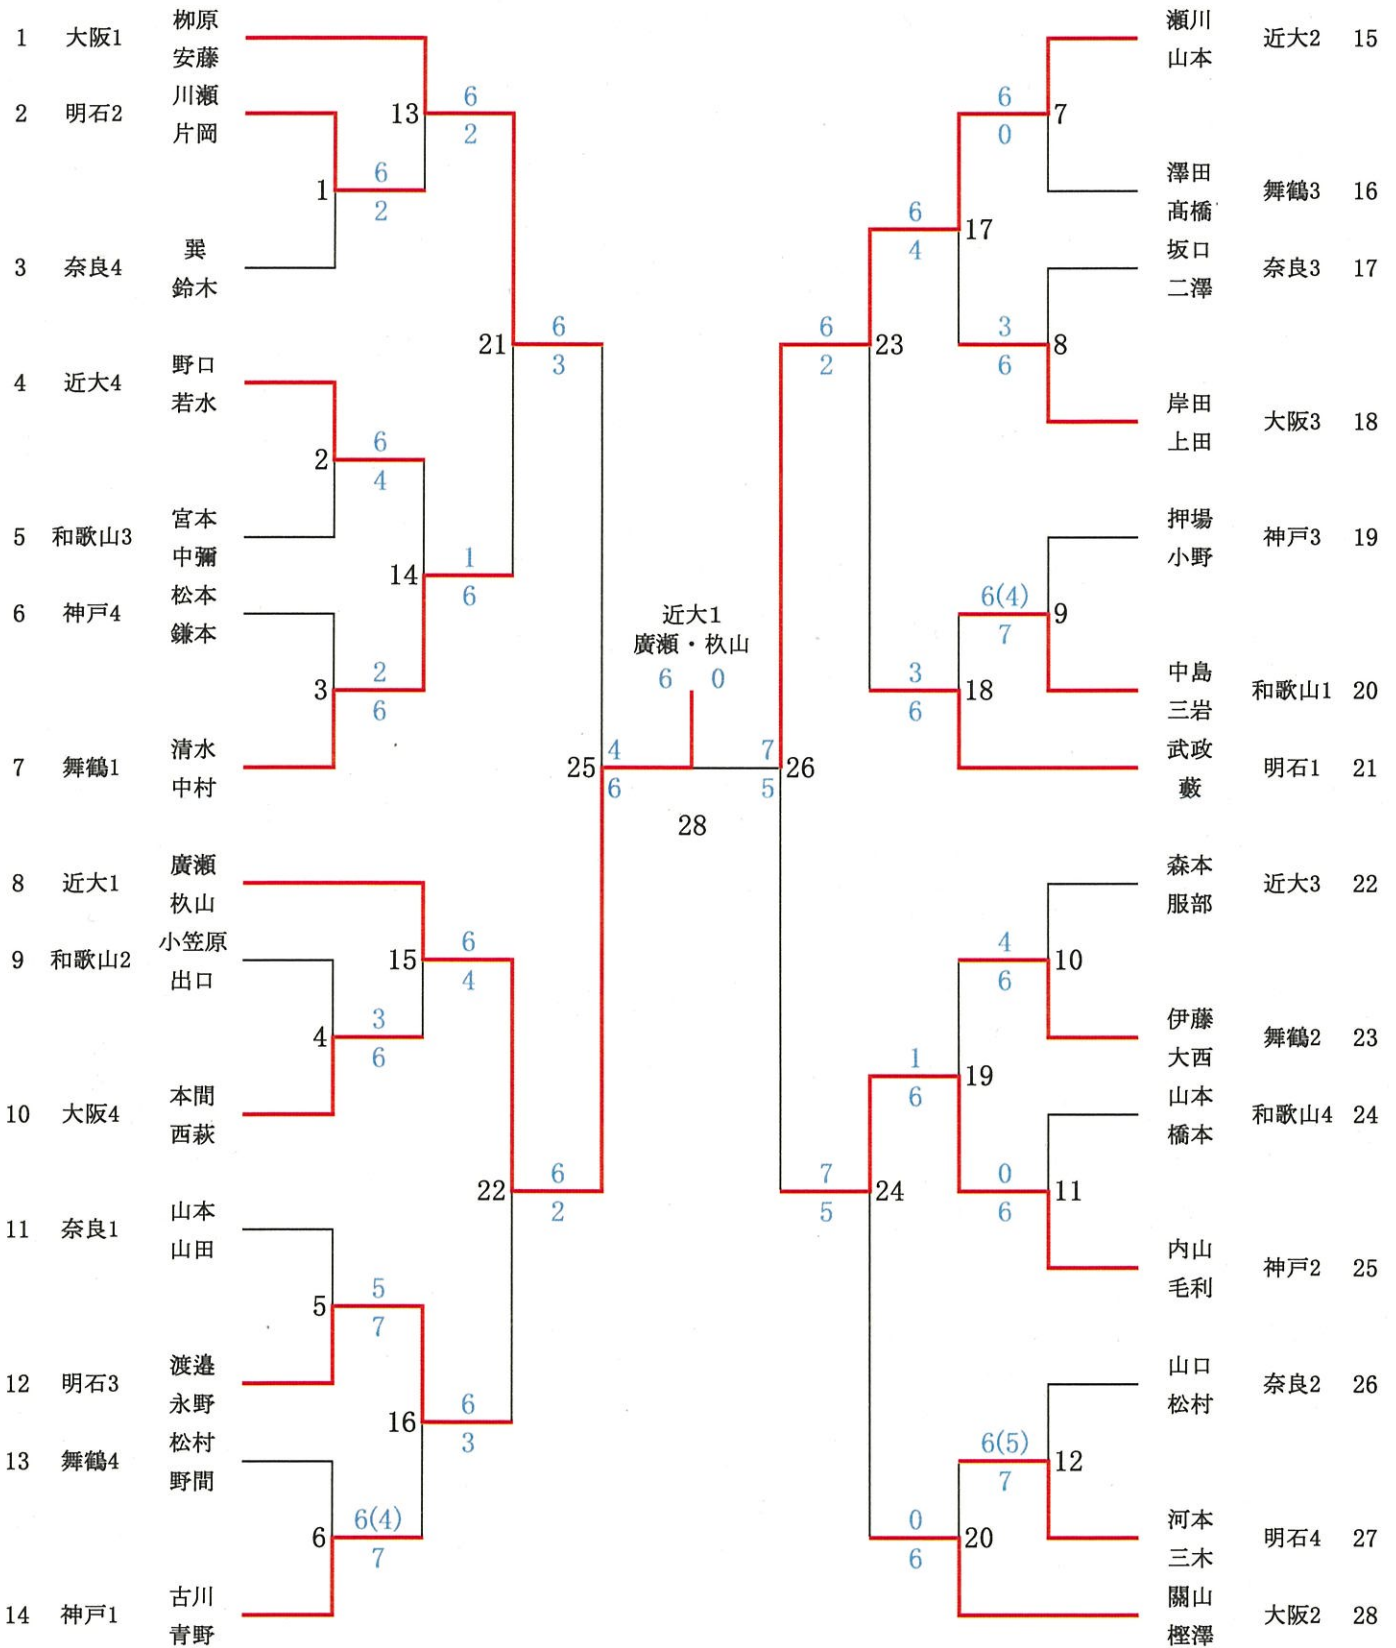 1 大阪1 栁原 安藤
2 明石2 川瀬 片岡
3 奈良4 巽 鈴木
4 近大4 野口 若水
5 和歌山3 宮本 中彌
6 神戸4 松本 鎌本
7 舞鶴1 清水 中村
8 近大1 廣瀬 杦山
9 和歌山2 小笠原 出口
10 大阪4 本間 西萩
11 奈良1 山本 山田
12 明石3 渡邉 永野
13 舞鶴4 松村 野間
14 神戸1 古川 青野
1 6 2
2 6 4
3 2 6
4 3 6
5 5 7
6 6(4) 7
13 6 2
14 1 6
15 6 4
16 6 3
21 6 3
22 6 2
25 4 6
近大1
廣瀬・杦山
6 0
28
7 5 26
6 2 23
7 5 24
6 4 17
3 6 18
1 6 19
0 6 20
6 0 7
3 6 8
6(4) 7 9
4 6 10
0 6 11
6(5) 7 12
瀬川 山本 近大2 15
澤田 髙橋 舞鶴3 16
坂口 二澤 奈良3 17
岸田 上田 大阪3 18
押場 小野 神戸3 19
中島 三岩 和歌山1 20
武政 藪 明石1 21
森本 服部 近大3 22
伊藤 大西 舞鶴2 23
山本 橋本 和歌山4 24
内山 毛利 神戸2 25
山口 松村 奈良2 26
河本 三木 明石4 27
關山 樫澤 大阪2 28